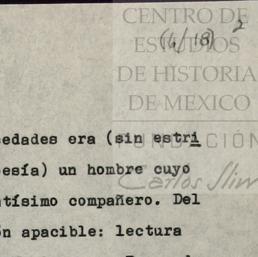 CENTRO DE
ESTUDIOS
DE HISTORIA
DE MEXICO
FUNDACIÓN
Carlos Slim
(4/18) 2
edades era (sin estri
esía) un hombre cuyo
tísimo compañero. Del
n apacible: lectura